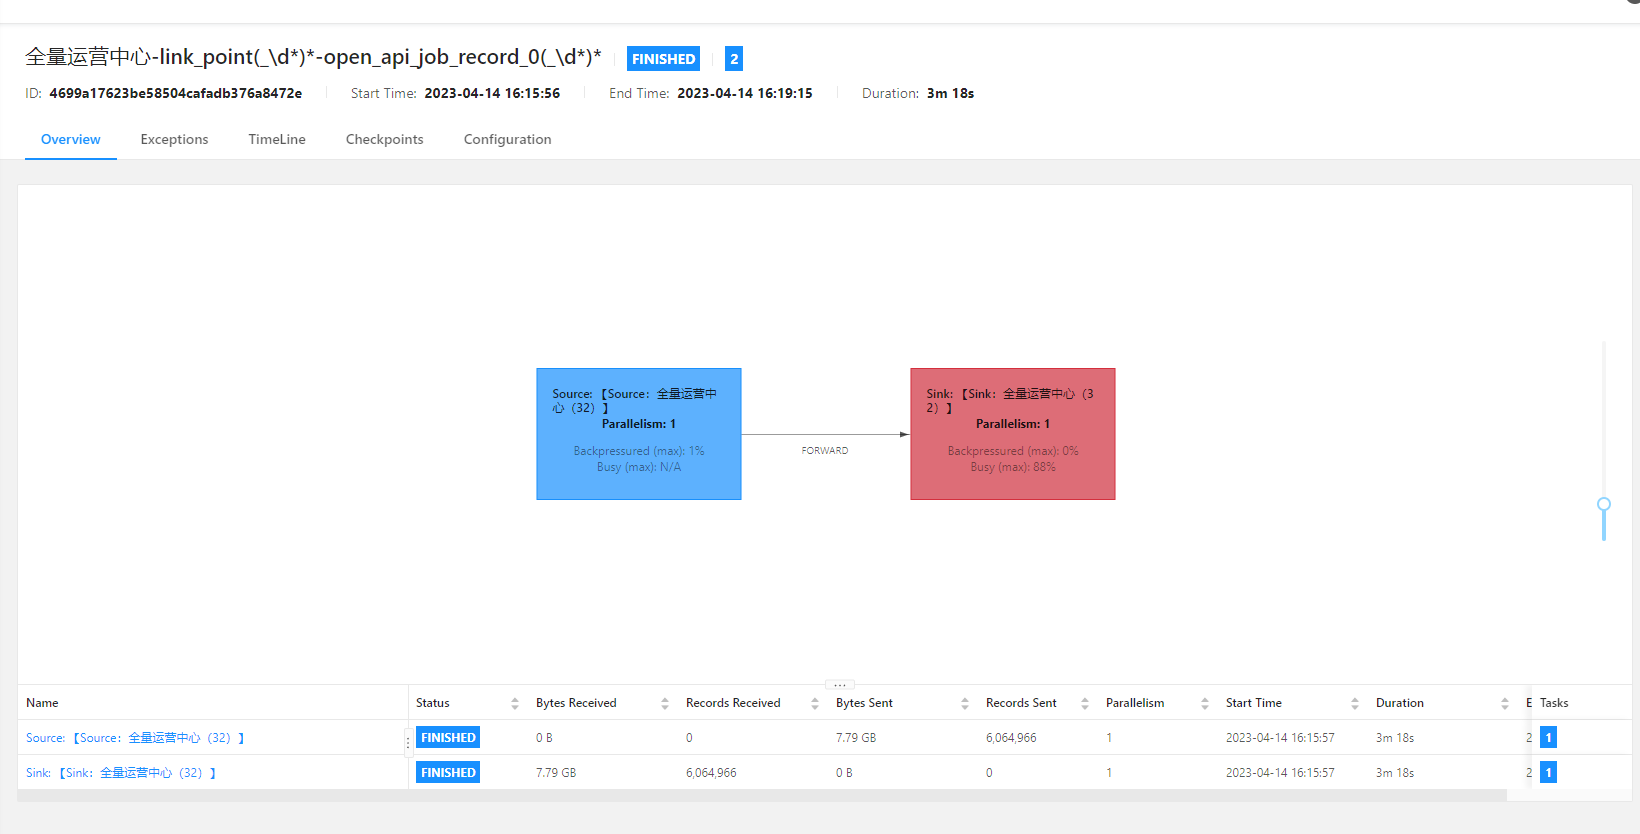 全量运营中心-link_point(_\d*)*-open_api_job_record_0(_\d*)* FINISHED 2
ID: 4699a17623be58504cafadb376a8472e Start Time: 2023-04-14 16:15:56 End Time: 2023-04-14 16:19:15 Duration: 3m 18s
Overview Exceptions TimeLine Checkpoints Configuration
Source: 【Source：全量运营中
心（32）】
Parallelism: 1
Backpressured (max): 1%
Busy (max): N/A
FORWARD
Sink: 【Sink：全量运营中心（3
2）】
Parallelism: 1
Backpressured (max): 0%
Busy (max): 88%
Name Status Bytes Received Records Received Bytes Sent Records Sent Parallelism Start Time Duration E Tasks
Source: 【Source：全量运营中心（32）】 FINISHED 0 B 0 7.79 GB 6,064,966 1 2023-04-14 16:15:57 3m 18s 2 1
Sink: 【Sink：全量运营中心（32）】 FINISHED 7.79 GB 6,064,966 0 B 0 1 2023-04-14 16:15:57 3m 18s 2 1